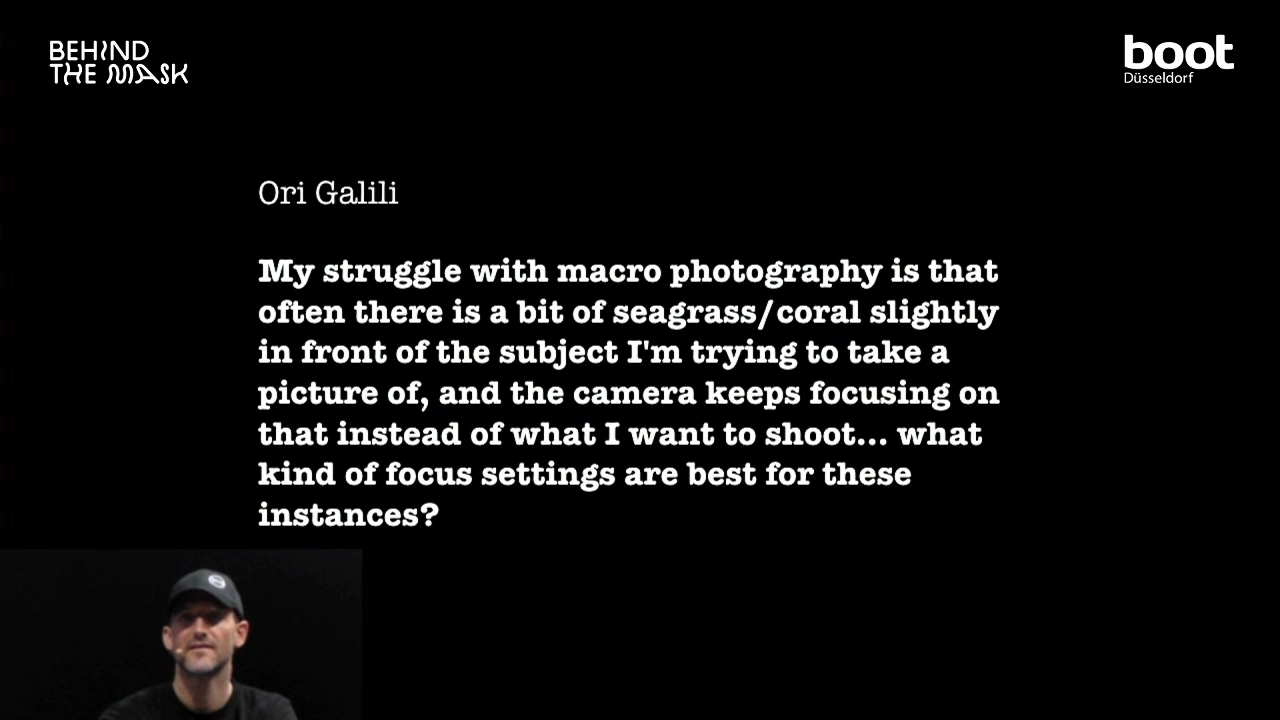 BEHIND
THE MASK
boot
Düsseldorf
Ori Galili
My struggle with macro photography is that
often there is a bit of seagrass/coral slightly
in front of the subject I'm trying to take a
picture of, and the camera keeps focusing on
that instead of what I want to shoot... what
kind of focus settings are best for these
instances?